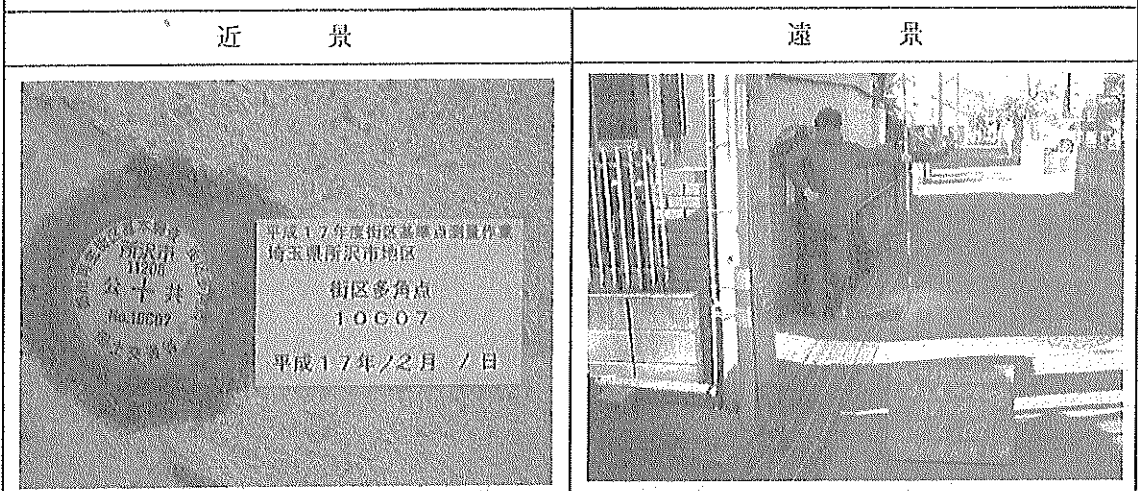 近 景
遠 景
所沢市
11208
公 共
No.10C07
平成17年度街区基準点測量作業
埼玉県所沢市地区
街区多角点
10C07
平成17年12月 1日